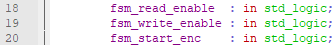 18 fsm_read_enable : in std_logic;
19 fsm_write_enable : in std_logic;
20 fsm_start_enc : in std_logic;